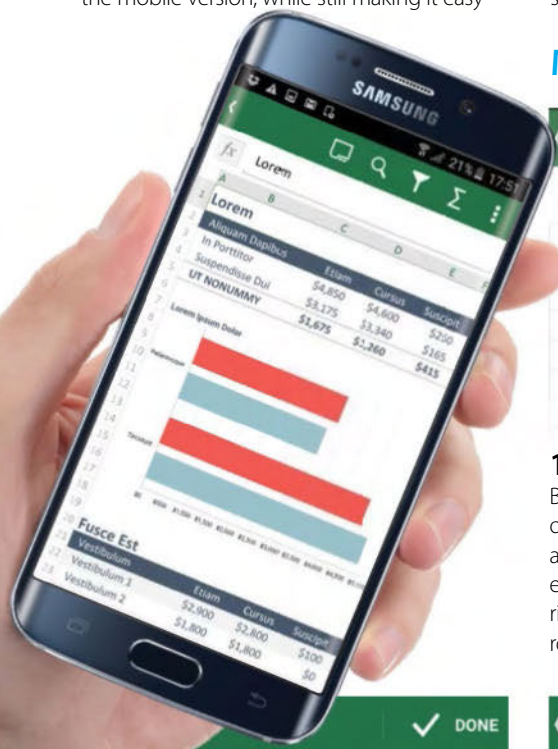 the mobile version, while still making it easy
SAMSUNG
21% 17:51
fx Lorem
A B C D E F
1 Lorem
2 Aliquam Dapibus Etiam Cursus Suscipit
3 In Porttitor $4,850 $4,600 $250
4 Suspendisse Dui $3,175 $3,340 $165
5 UT NONUMMY $1,675 $1,260 $415
6
7 Lorem Ipsum Dolor
8
9
10
11
12
13
14
15
16
17
18
19
20 Fusce Est
21 Vestibulum Etiam Cursus Suscipit
22 Vestibulum 1 $2,900 $2,800 $100
23 Vestibulum 2 $1,800 $1,800 $0
DONE